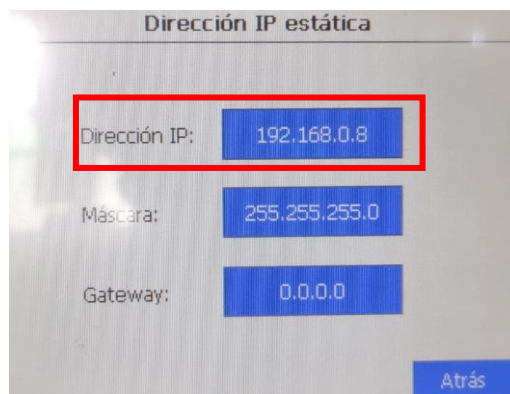 Dirección IP estática
Dirección IP: 192.168.0.8
Máscara: 255.255.255.0
Gateway: 0.0.0.0
Atrás